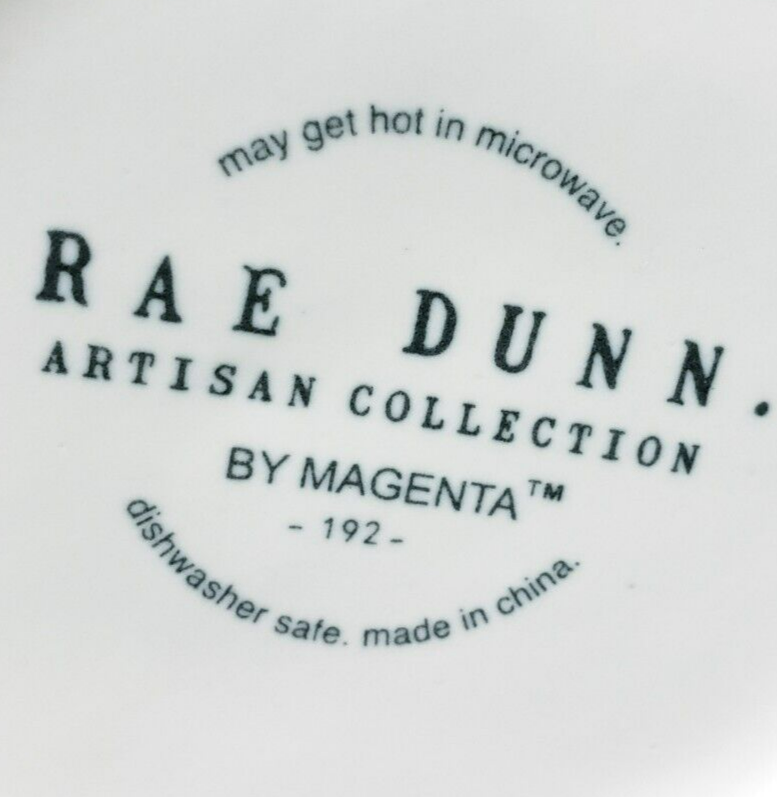 may get hot in microwave.
RAE DUNN.
ARTISAN COLLECTION
BY MAGENTA™
- 192 -
dishwasher safe. made in china.